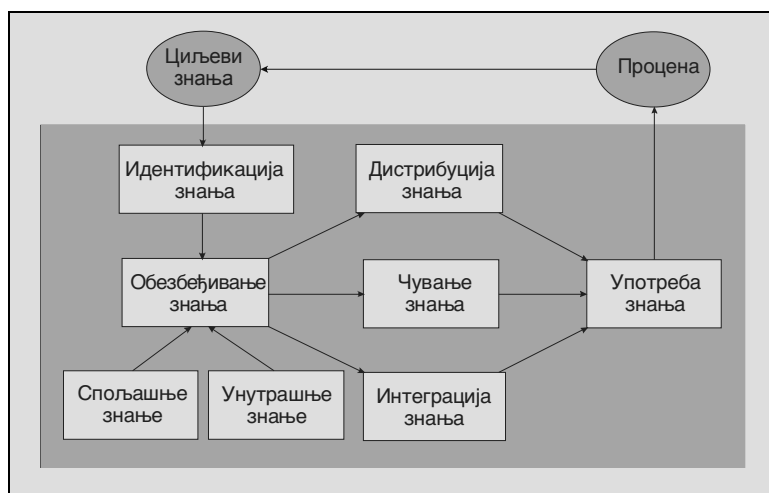 Циљеви
знања
Процена
Идентификација
знања
Дистрибуција
знања
Обезбеђивање
знања
Чување
знања
Употреба
знања
Спољашње
знање
Унутрашње
знање
Интеграција
знања